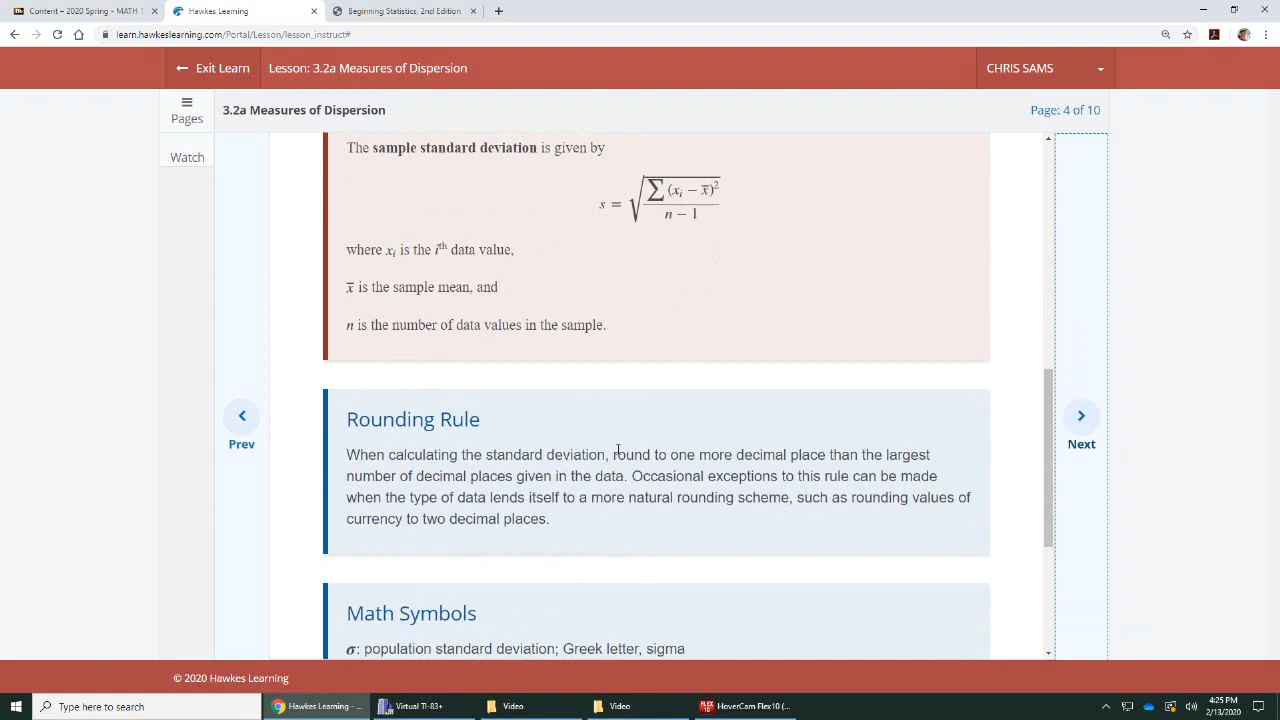 Content – 2020 Spring - MATH 1
Hawkes Learning
Beginning Statistics, 2nd Edition
learn.hawkeslearning.com/Portal/Lesson/lesson_instruct#
← Exit Learn
Lesson: 3.2a Measures of Dispersion
CHRIS SAMS
Pages
3.2a Measures of Dispersion
Page: 4 of 10
Watch
The sample standard deviation is given by
s = √(∑(xᵢ − x̅)² / (n − 1))
where xᵢ is the iᵗʰ data value,
x̅ is the sample mean, and
n is the number of data values in the sample.
Rounding Rule
When calculating the standard deviation, round to one more decimal place than the largest
number of decimal places given in the data. Occasional exceptions to this rule can be made
when the type of data lends itself to a more natural rounding scheme, such as rounding values of
currency to two decimal places.
Prev
Next
Math Symbols
σ: population standard deviation; Greek letter, sigma
© 2020 Hawkes Learning
Type here to search
Hawkes Learning - ...
Virtual TI-83+
Video
Video
HoverCam Flex10 (...
4:25 PM
2/13/2020